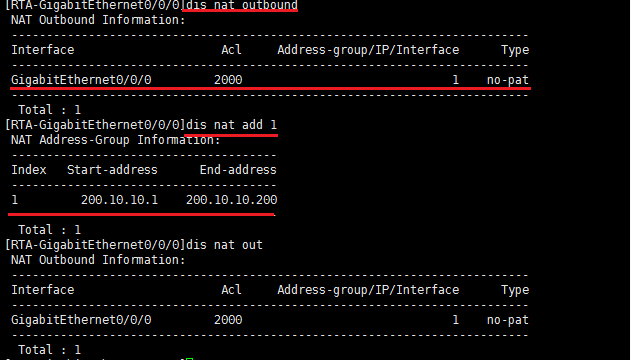 [RTA-GigabitEthernet0/0/0]dis nat outbound
NAT Outbound Information:
--------------------------------------------------------------------------
Interface Acl Address-group/IP/Interface Type
--------------------------------------------------------------------------
GigabitEthernet0/0/0 2000 1 no-pat
--------------------------------------------------------------------------
Total : 1
[RTA-GigabitEthernet0/0/0]dis nat add 1
NAT Address-Group Information:
--------------------------------------
Index Start-address End-address
--------------------------------------
1 200.10.10.1 200.10.10.200
Total : 1
[RTA-GigabitEthernet0/0/0]dis nat out
NAT Outbound Information:
--------------------------------------------------------------------------
Interface Acl Address-group/IP/Interface Type
--------------------------------------------------------------------------
GigabitEthernet0/0/0 2000 1 no-pat
--------------------------------------------------------------------------
Total : 1